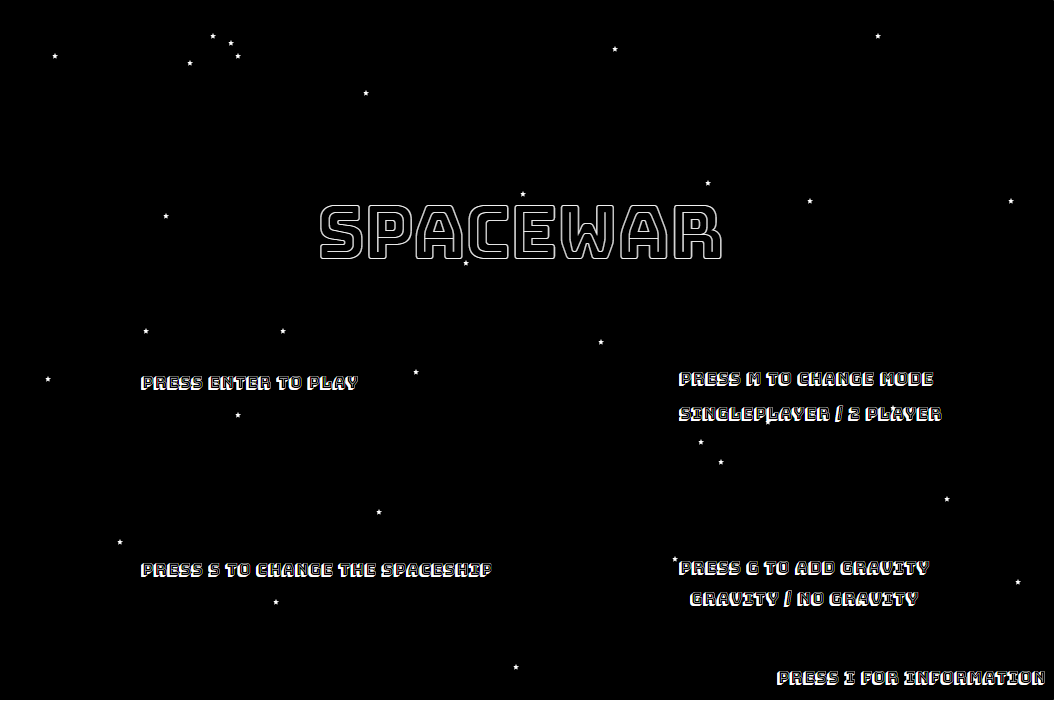 SPACEWAR
PRESS ENTER TO PLAY
PRESS M TO CHANGE MODE
SINGLEPLAYER / 2 PLAYER
PRESS S TO CHANGE THE SPACESHIP
PRESS G TO ADD GRAVITY
GRAVITY / NO GRAVITY
PRESS I FOR INFORMATION